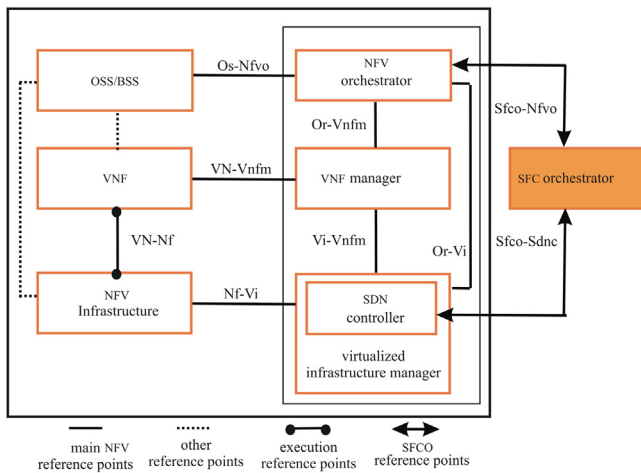 OSS/BSS
Os-Nfvo
NFV
orchestrator
Sfco-Nfvo
Or-Vnfm
VNF
VN-Vnfm
VNF manager
SFC orchestrator
VN-Nf
Vi-Vnfm
Or-Vi
Sfco-Sdnc
NFV
Infrastructure
Nf-Vi
SDN
controller
virtualized
infrastructure manager
main NFV
reference points
other
reference points
execution
reference points
SFCO
reference points